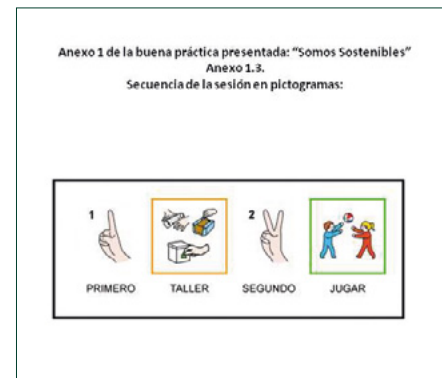 Anexo 1 de la buena práctica presentada: “Somos Sostenibles”
Anexo 1.3.
Secuencia de la sesión en pictogramas:
1 2
PRIMERO TALLER SEGUNDO JUGAR